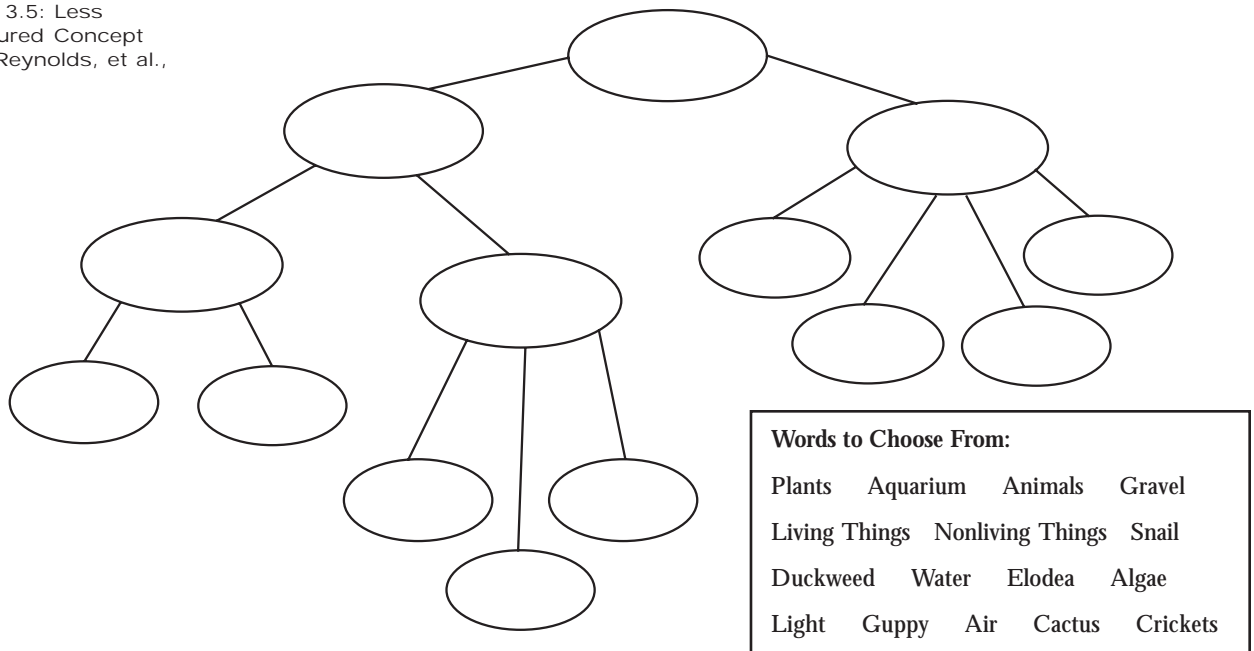 3.5: Less
ured Concept
Reynolds, et al.,
Words to Choose From:
Plants Aquarium Animals Gravel
Living Things Nonliving Things Snail
Duckweed Water Elodea Algae
Light Guppy Air Cactus Crickets